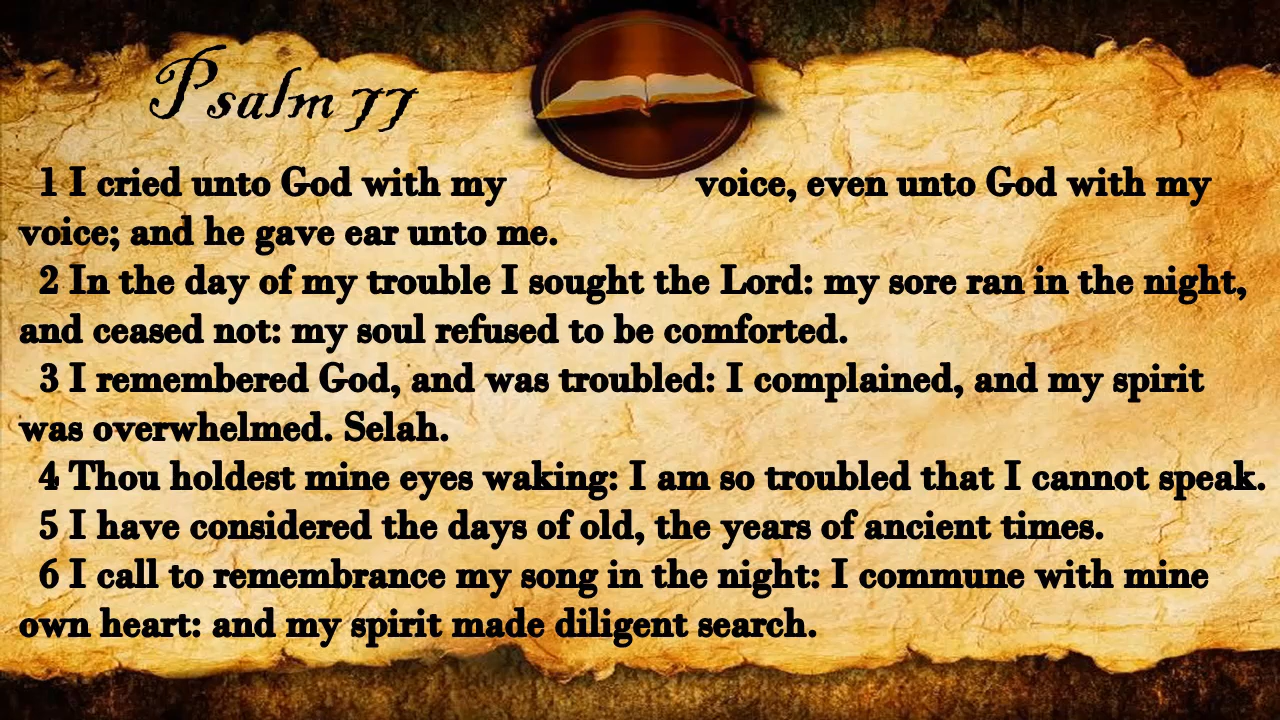 Psalm 77
1 I cried unto God with my voice, even unto God with my
voice; and he gave ear unto me.
2 In the day of my trouble I sought the Lord: my sore ran in the night,
and ceased not: my soul refused to be comforted.
3 I remembered God, and was troubled: I complained, and my spirit
was overwhelmed. Selah.
4 Thou holdest mine eyes waking: I am so troubled that I cannot speak.
5 I have considered the days of old, the years of ancient times.
6 I call to remembrance my song in the night: I commune with mine
own heart: and my spirit made diligent search.